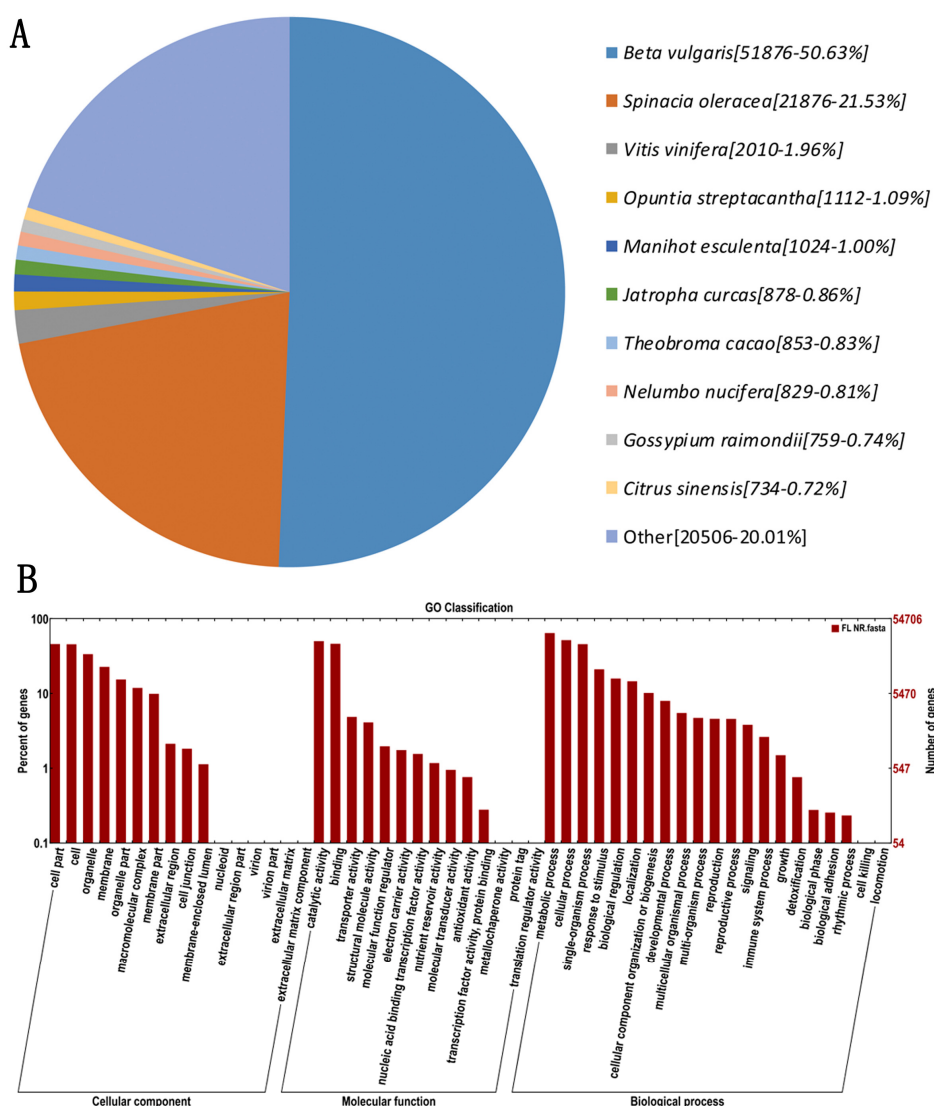 A
Beta vulgaris[51876-50.63%]
Spinacia oleracea[21876-21.53%]
Vitis vinifera[2010-1.96%]
Opuntia streptacantha[1112-1.09%]
Manihot esculenta[1024-1.00%]
Jatropha curcas[878-0.86%]
Theobroma cacao[853-0.83%]
Nelumbo nucifera[829-0.81%]
Gossypium raimondii[759-0.74%]
Citrus sinensis[734-0.72%]
Other[20506-20.01%]
B
GO Classification
Percent of genes
100
10
1
0.1
FL NR.fasta
54706
5470
547
54
Number of genes
cell part
cell
organelle
membrane
organelle part
macromolecular complex
membrane part
extracellular region
cell junction
membrane-enclosed lumen
nucleoid
extracellular region part
virion
virion part
extracellular matrix
extracellular matrix component
catalytic activity
binding
transporter activity
structural molecule activity
molecular function regulator
electron carrier activity
nucleic acid binding transcription factor activity
nutrient reservoir activity
molecular transducer activity
antioxidant activity
transcription factor activity, protein binding
metallochaperone activity
protein tag
translation regulator activity
metabolic process
cellular process
single-organism process
response to stimulus
biological regulation
localization
cellular component organization or biogenesis
developmental process
multicellular organismal process
multi-organism process
reproduction
reproductive process
signaling
immune system process
growth
detoxification
biological phase
biological adhesion
rhythmic process
cell killing
locomotion
Cellular component
Molecular function
Biological process